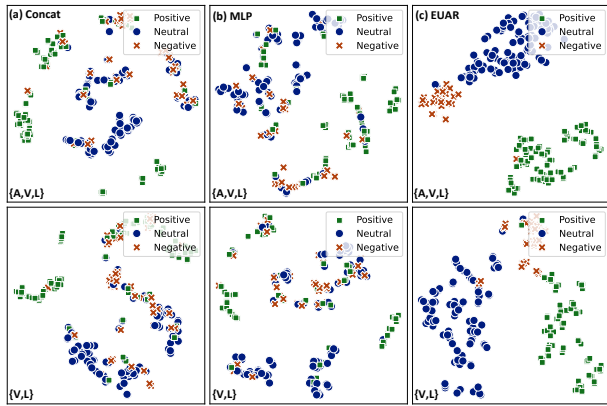 (a) Concat
Positive
Neutral
Negative
{A,V,L}
(b) MLP
Positive
Neutral
Negative
{A,V,L}
(c) EUAR
Positive
Neutral
Negative
{A,V,L}
Positive
Neutral
Negative
{V,L}
Positive
Neutral
Negative
{V,L}
Positive
Neutral
Negative
{V,L}